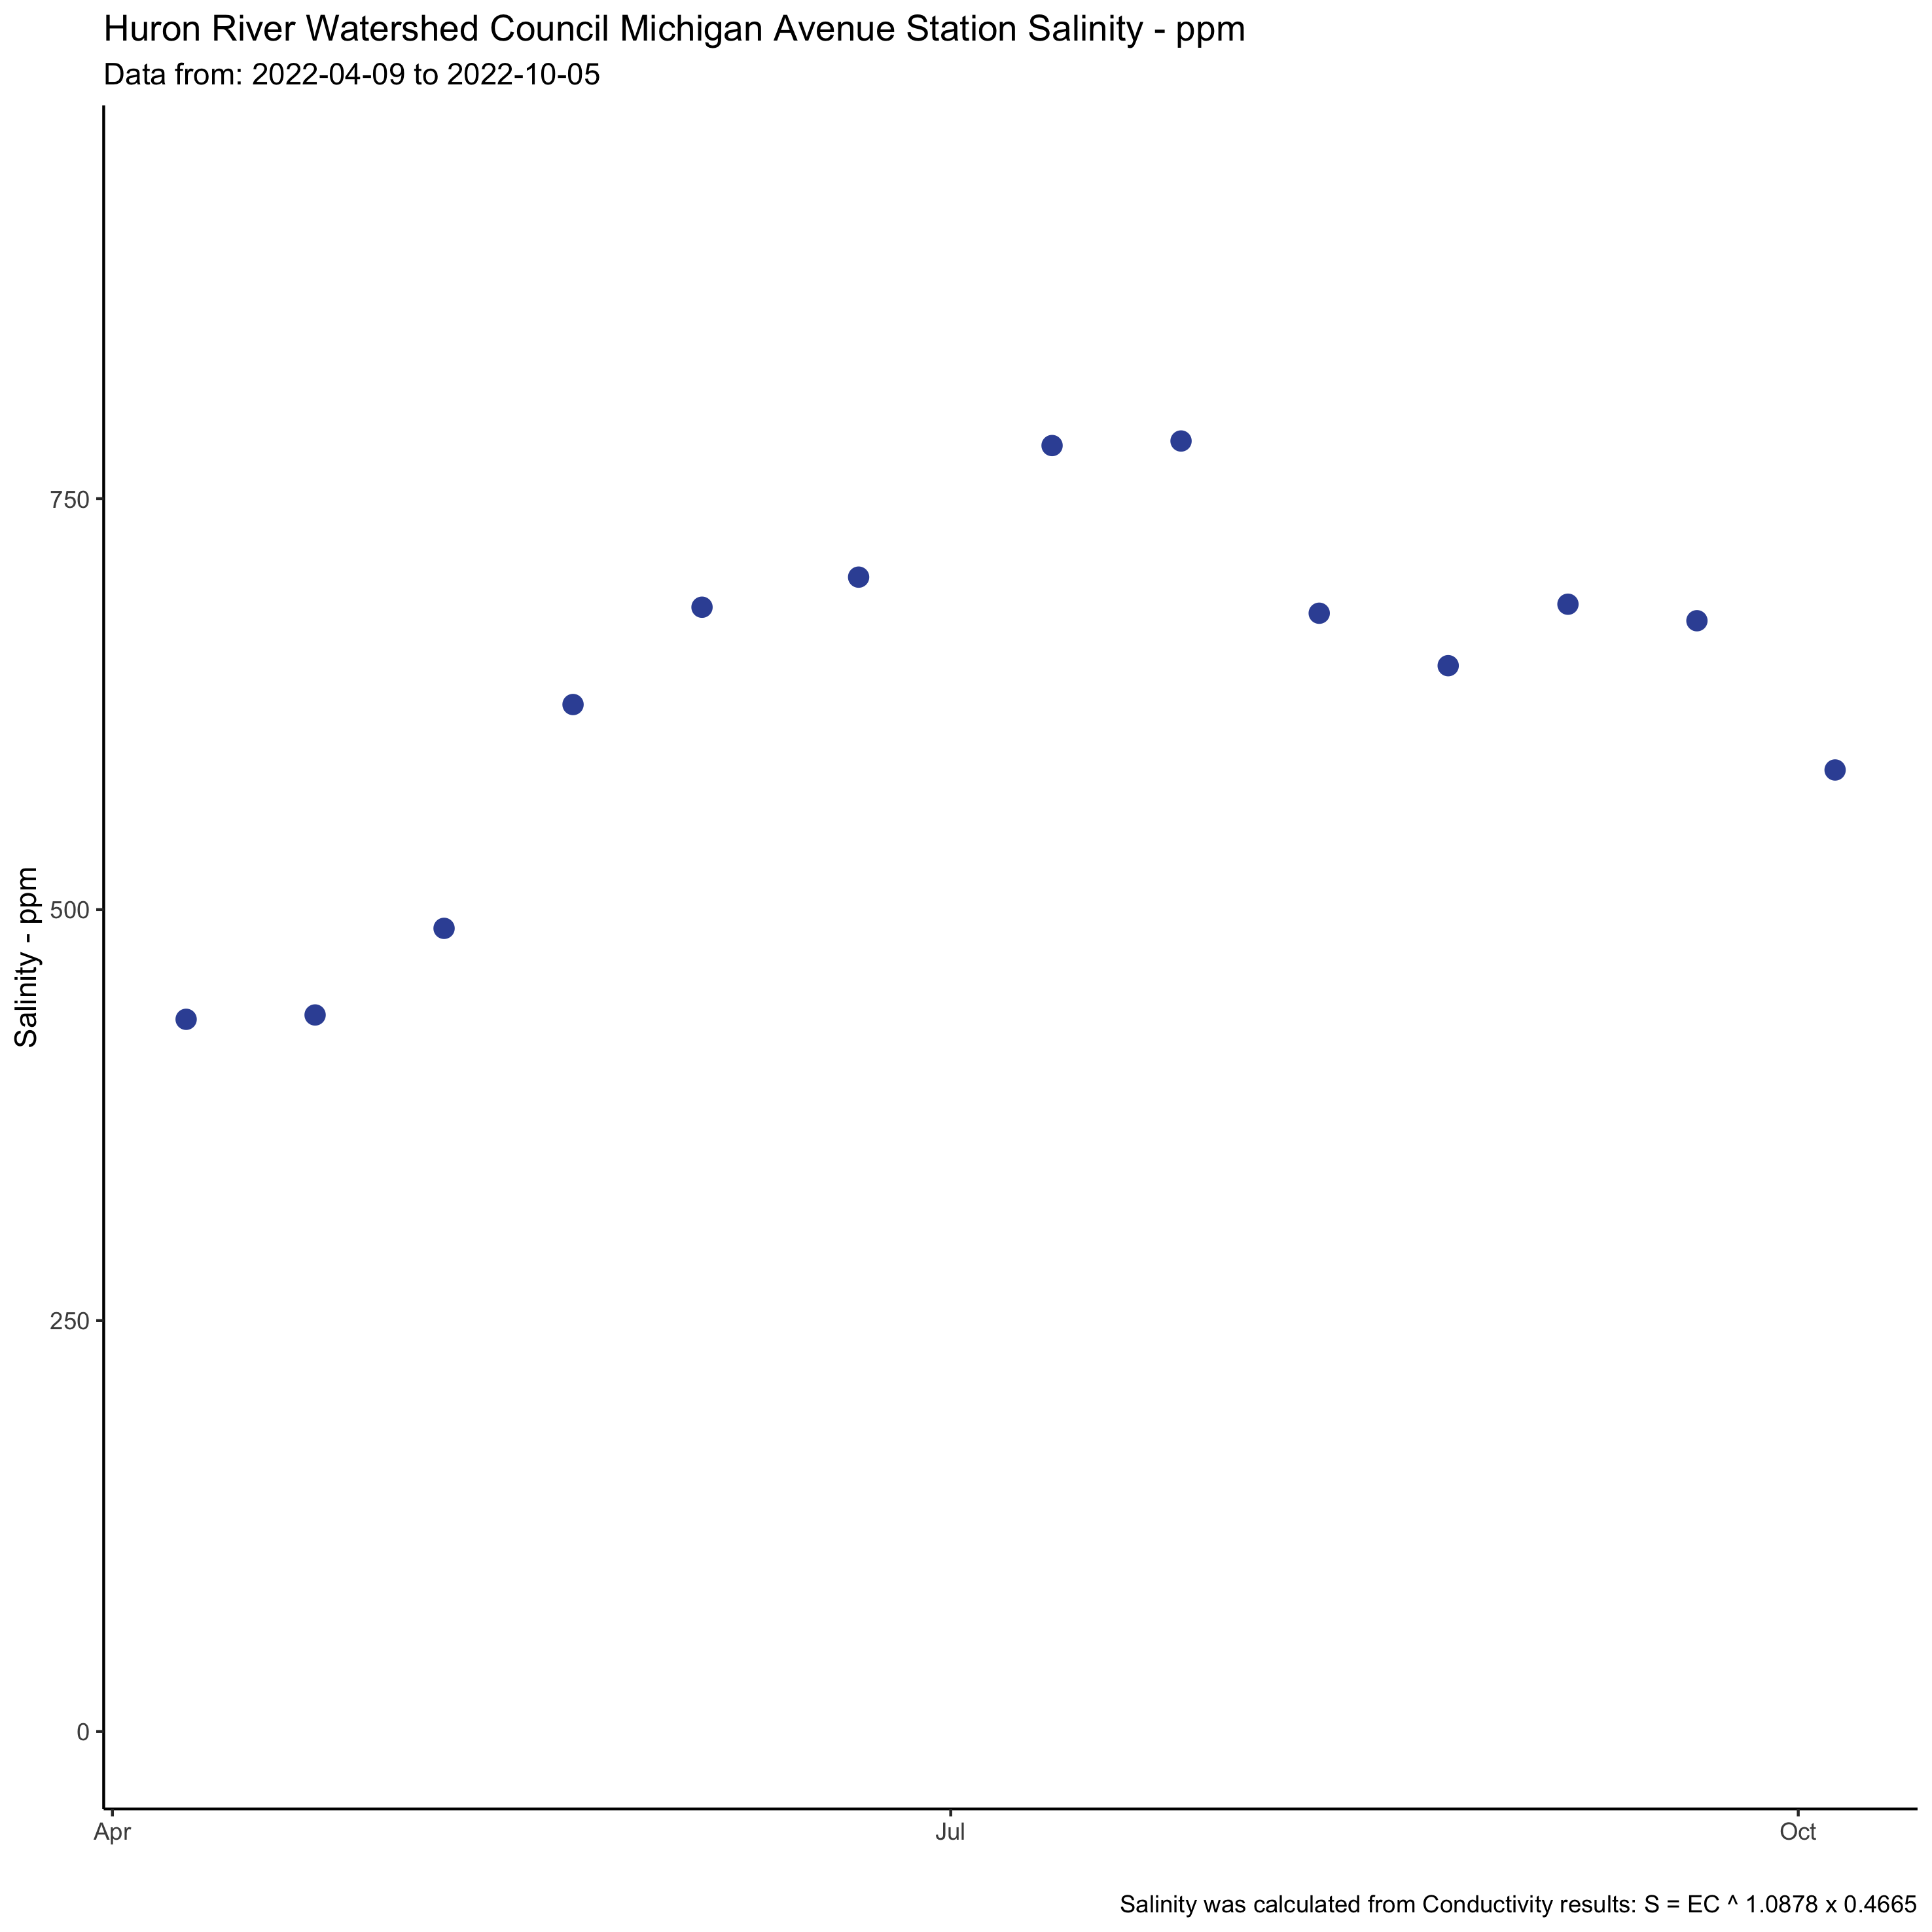 Huron River Watershed Council Michigan Avenue Station Salinity - ppm
Data from: 2022-04-09 to 2022-10-05
Salinity - ppm
750
500
250
0
Apr
Jul
Oct
Salinity was calculated from Conductivity results: S = EC ^ 1.0878 x 0.4665